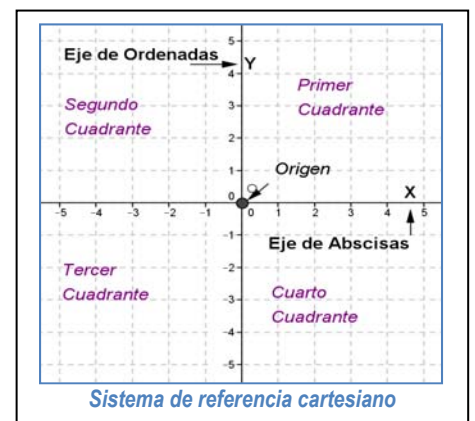 5
Eje de Ordenadas
Y
4
Primer
Cuadrante
Segundo
Cuadrante
3
2
1
Origen
O
0
X
-5 -4 -3 -2 -1 0 1 2 3 4 5
-1
Eje de Abscisas
Tercer
Cuadrante
-2
Cuarto
Cuadrante
-3
-4
-5
Sistema de referencia cartesiano